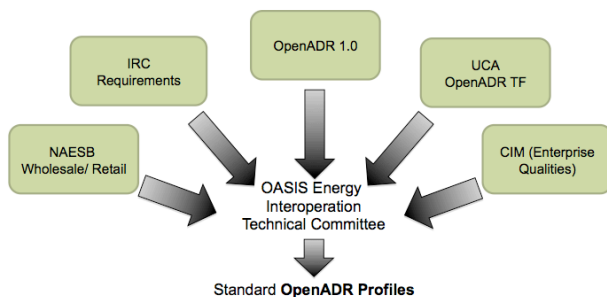 OpenADR 1.0
IRC
Requirements
UCA
OpenADR TF
NAESB
Wholesale/ Retail
CIM (Enterprise
Qualities)
OASIS Energy
Interoperation
Technical Committee
Standard OpenADR Profiles